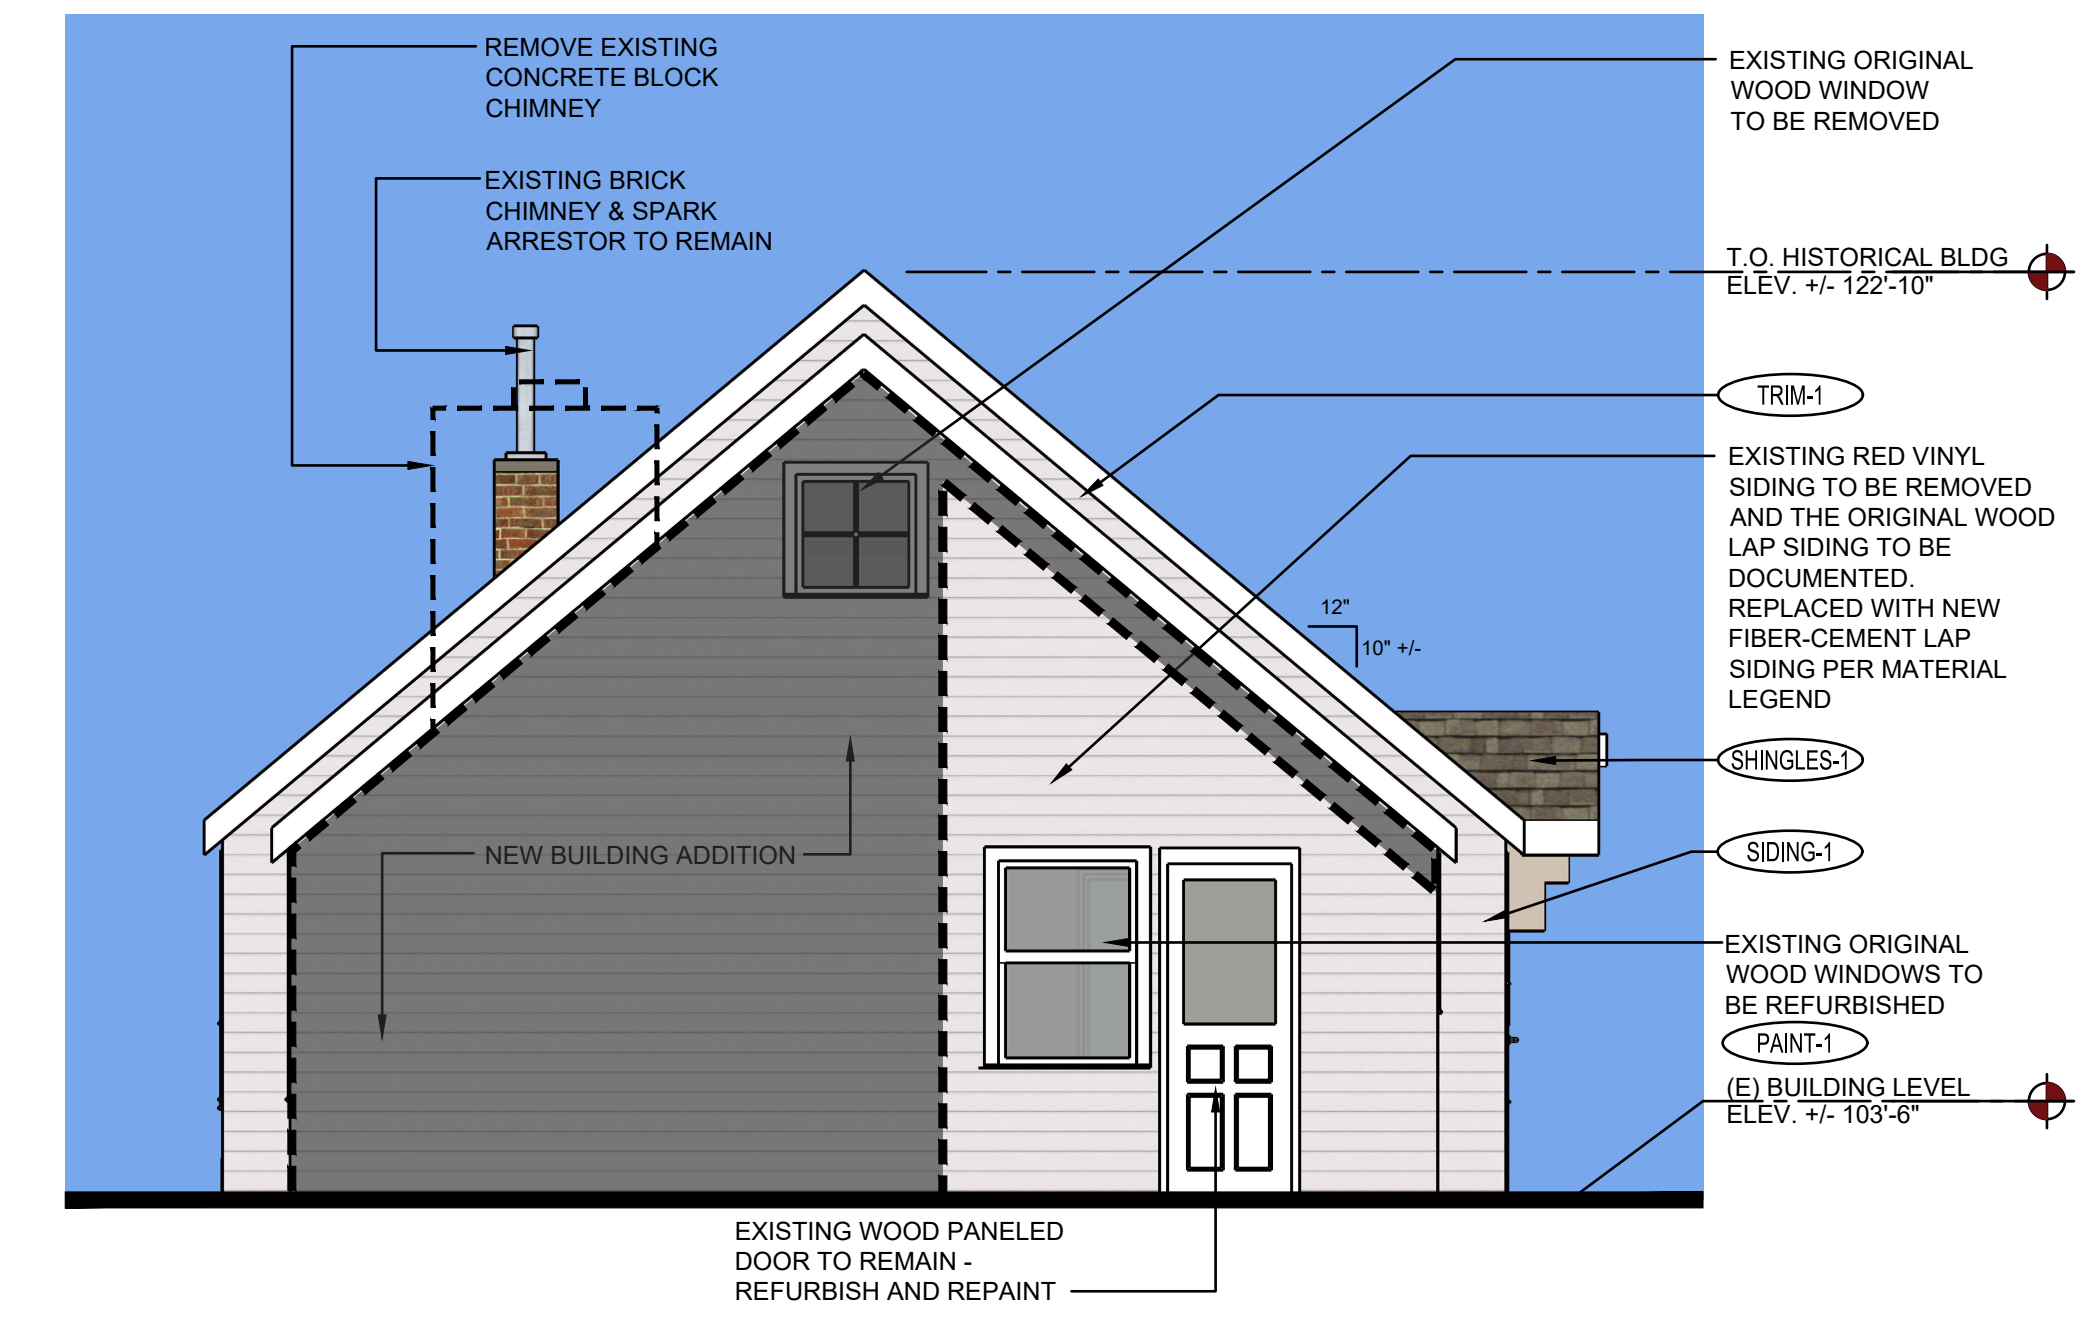 REMOVE EXISTING
CONCRETE BLOCK
CHIMNEY
EXISTING BRICK
CHIMNEY & SPARK
ARRESTOR TO REMAIN
EXISTING ORIGINAL
WOOD WINDOW
TO BE REMOVED
T.O. HISTORICAL BLDG
ELEV. +/- 122'-10"
TRIM-1
EXISTING RED VINYL
SIDING TO BE REMOVED
AND THE ORIGINAL WOOD
LAP SIDING TO BE
DOCUMENTED.
REPLACED WITH NEW
FIBER-CEMENT LAP
SIDING PER MATERIAL
LEGEND
12"
10" +/-
SHINGLES-1
SIDING-1
NEW BUILDING ADDITION
EXISTING ORIGINAL
WOOD WINDOWS TO
BE REFURBISHED
PAINT-1
(E) BUILDING LEVEL
ELEV. +/- 103'-6"
EXISTING WOOD PANELED
DOOR TO REMAIN -
REFURBISH AND REPAINT